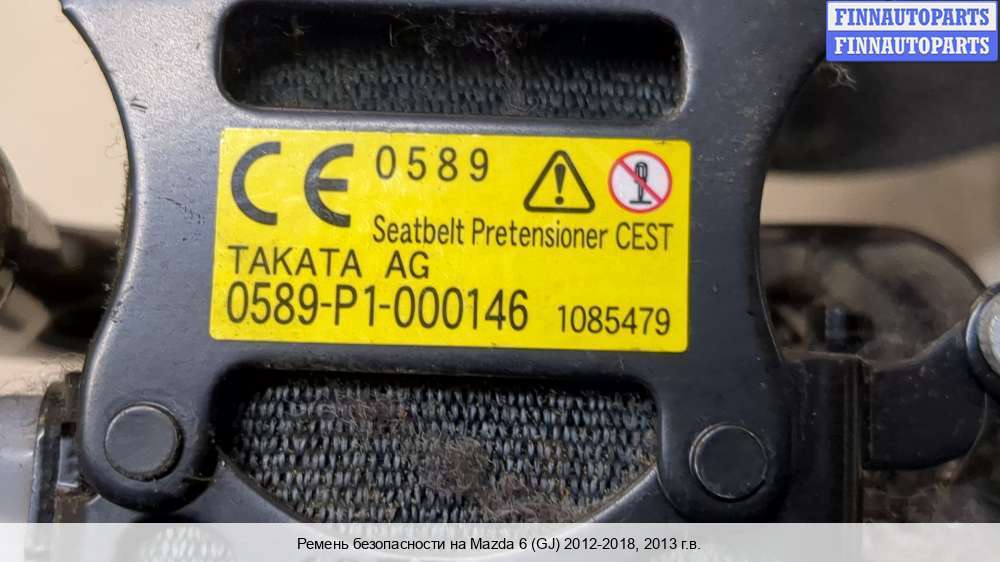 FINNAUTOPARTS
FINNAUTOPARTS
CE 0589
Seatbelt Pretensioner CEST
TAKATA AG
0589-P1-000146 1085479
Ремень безопасности на Mazda 6 (GJ) 2012-2018, 2013 г.в.